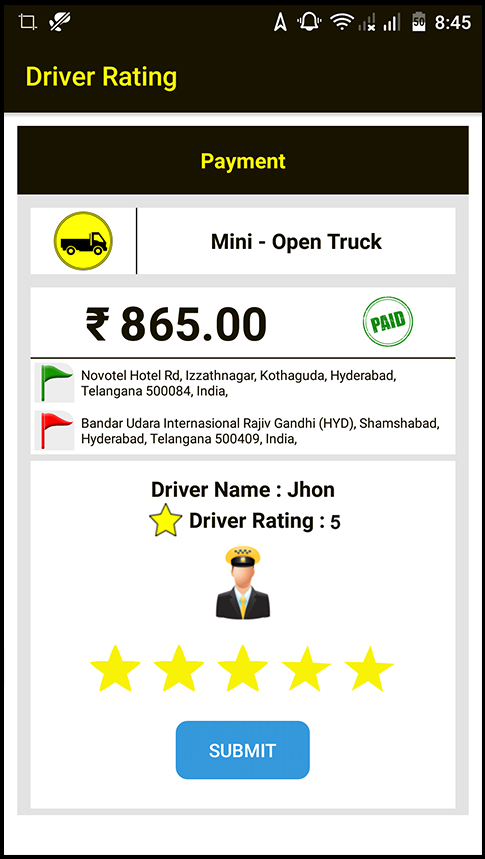 50 8:45
Driver Rating
Payment
Mini - Open Truck
₹ 865.00
PAID
Novotel Hotel Rd, Izzathnagar, Kothaguda, Hyderabad,
Telangana 500084, India,
Bandar Udara Internasional Rajiv Gandhi (HYD), Shamshabad,
Hyderabad, Telangana 500409, India,
Driver Name : Jhon
Driver Rating : 5
SUBMIT